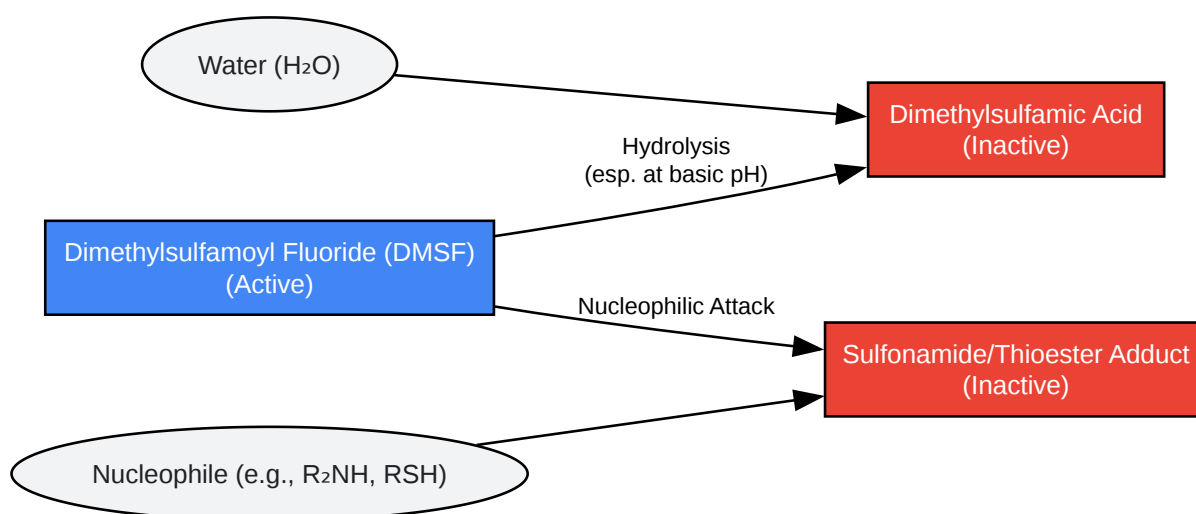 Water (H₂O)
Dimethylsulfamic Acid
(Inactive)
Hydrolysis
(esp. at basic pH)
Dimethylsulfamoyl Fluoride (DMSF)
(Active)
Nucleophilic Attack
Sulfonamide/Thioester Adduct
(Inactive)
Nucleophile (e.g., R₂NH, RSH)